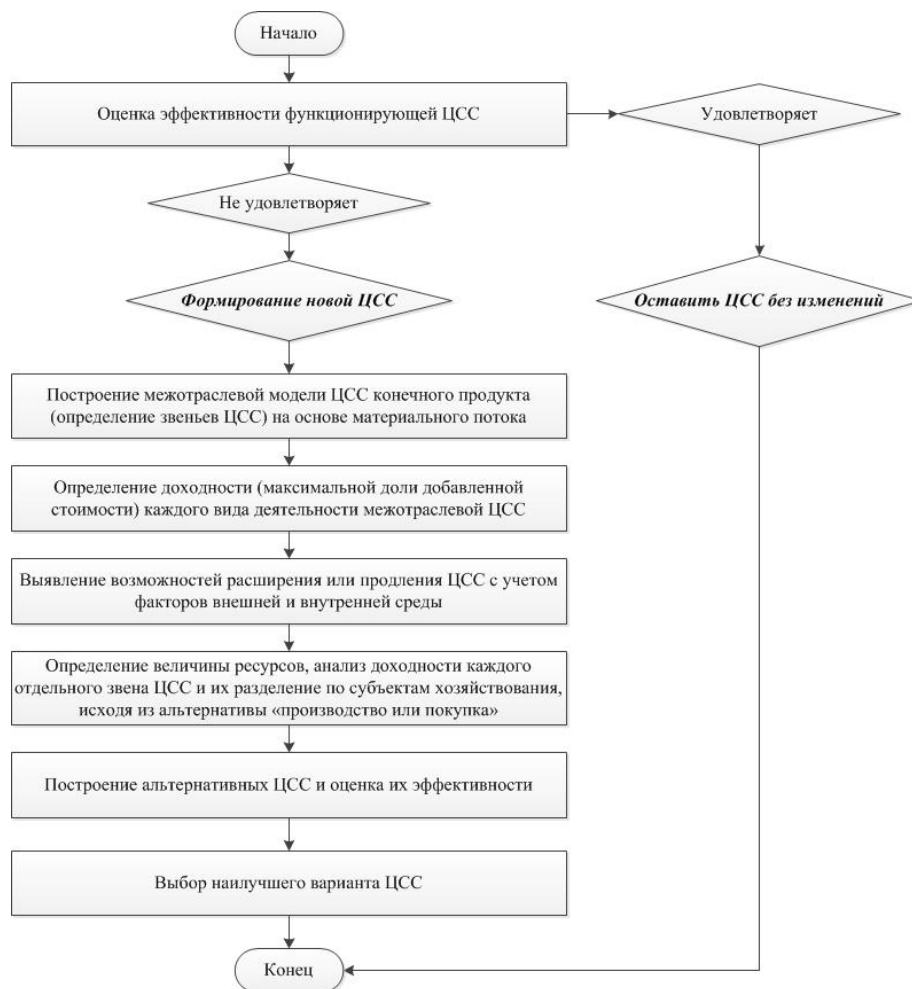 Начало
Оценка эффективности функционирующей ЦСС
Удовлетворяет
Не удовлетворяет
Формирование новой ЦСС
Оставить ЦСС без изменений
Построение межотраслевой модели ЦСС конечного продукта
(определение звеньев ЦСС) на основе материального потока
Определение доходности (максимальной доли добавленной
стоимости) каждого вида деятельности межотраслевой ЦСС
Выявление возможностей расширения или продления ЦСС с учетом
факторов внешней и внутренней среды
Определение величины ресурсов, анализ доходности каждого
отдельного звена ЦСС и их разделение по субъектам хозяйствования,
исходя из альтернативы «производство или покупка»
Построение альтернативных ЦСС и оценка их эффективности
Выбор наилучшего варианта ЦСС
Конец